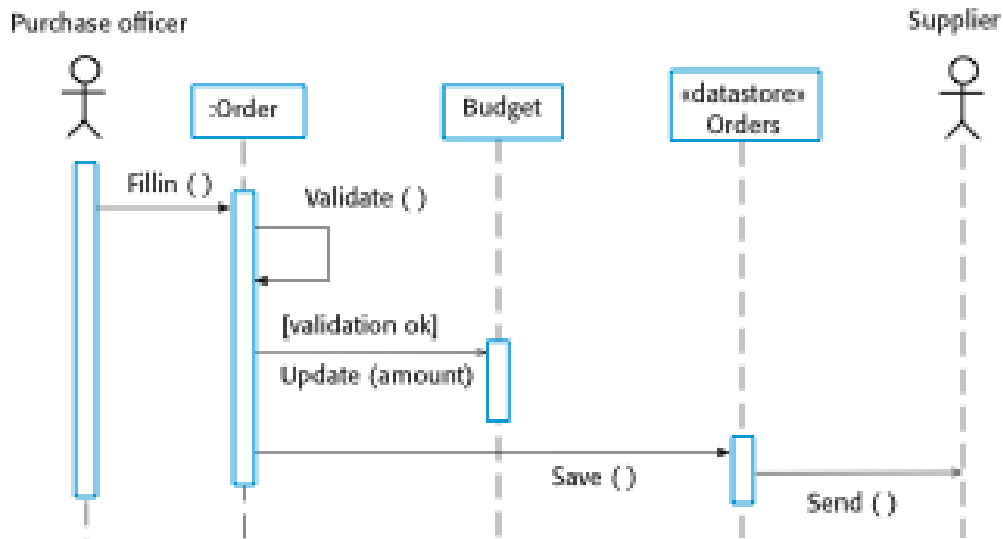 Purchase officer
Supplier
:Order
Budget
«datastore»
Orders
Fillin ( )
Validate ( )
[validation ok]
Update (amount)
Save ( )
Send ( )